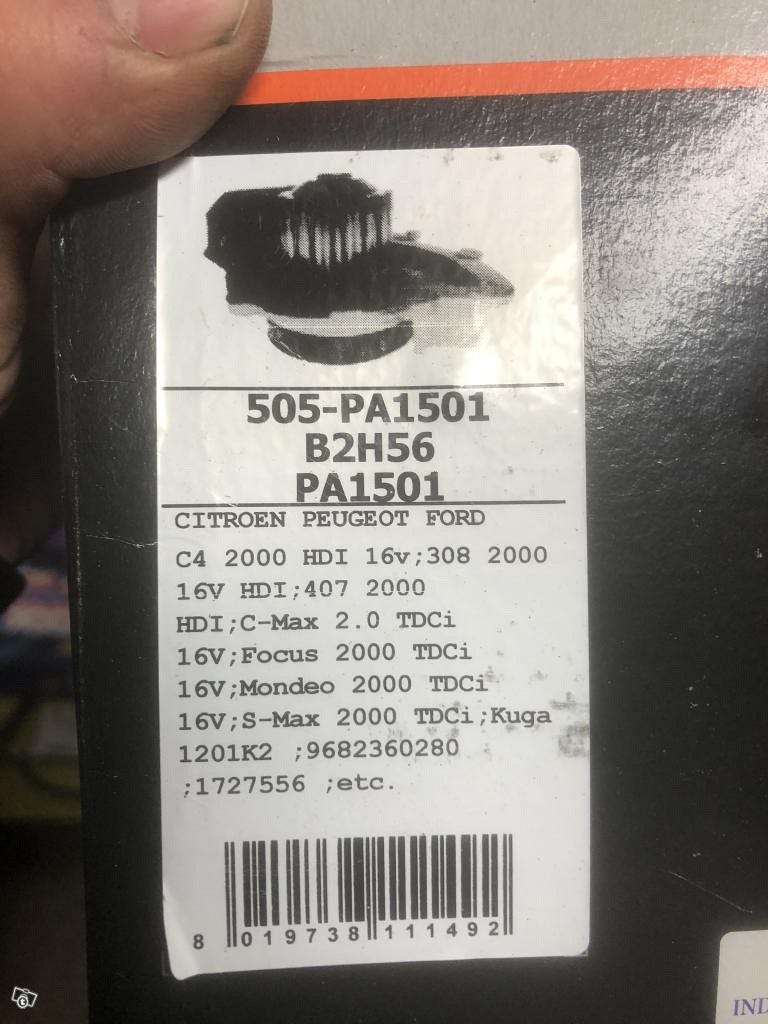 505-PA1501
B2H56
PA1501
CITROEN PEUGEOT FORD
C4 2000 HDI 16v;308 2000
16V HDI;407 2000
HDI;C-Max 2.0 TDCi
16V;Focus 2000 TDCi
16V;Mondeo 2000 TDCi
16V;S-Max 2000 TDCi;Kuga
1201K2 ;9682360280
;1727556 ;etc.
8 019738 111492
IND